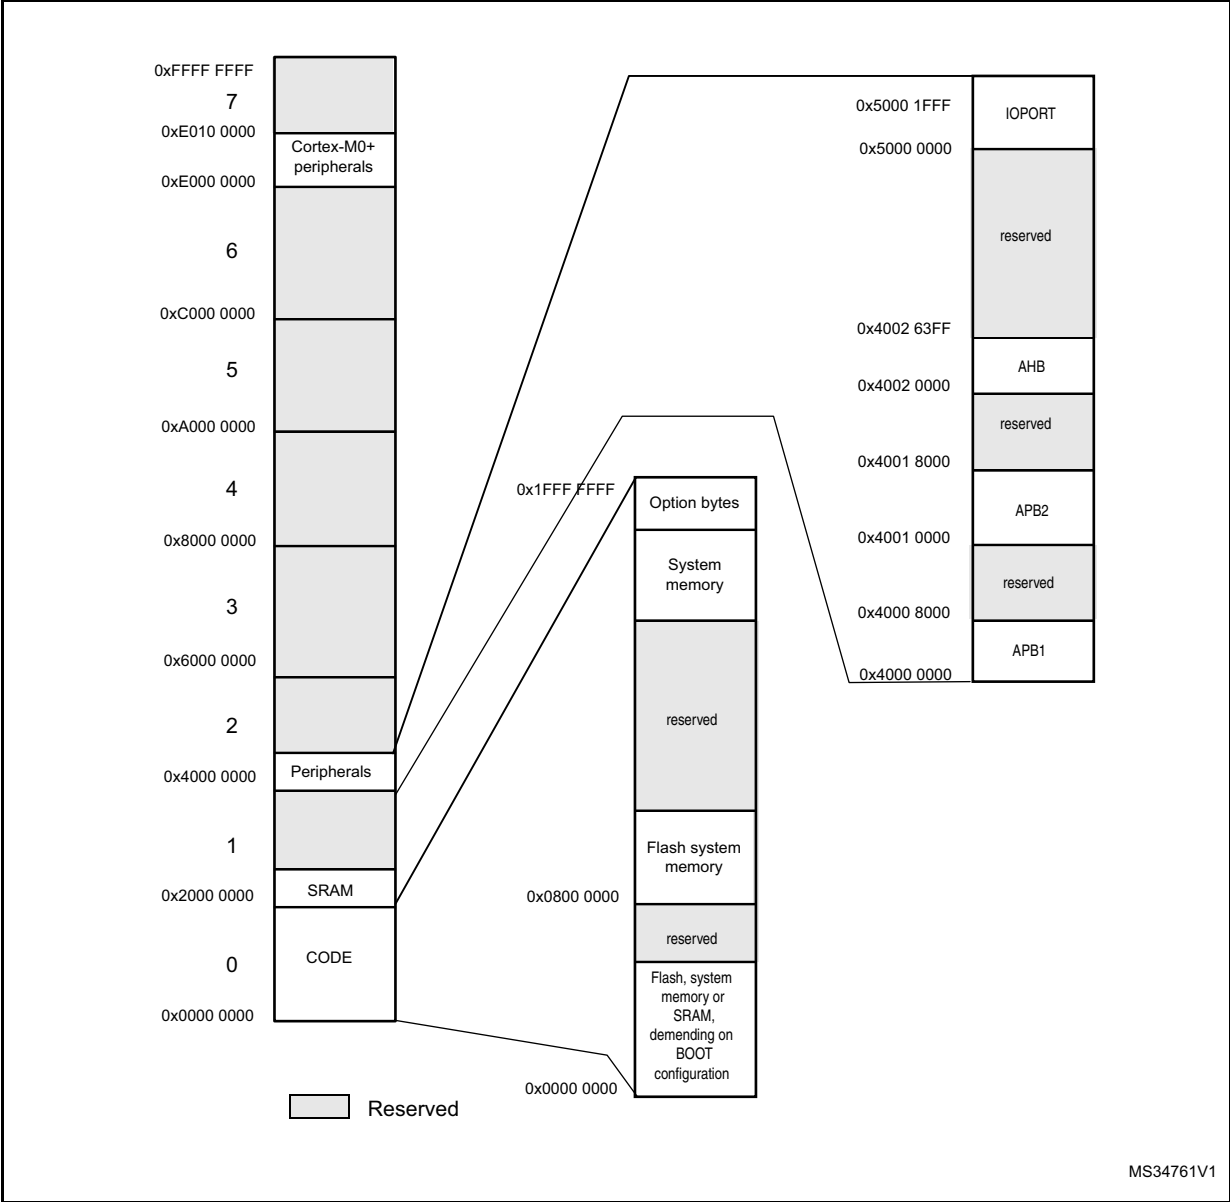 0xFFFF FFFF
7
0xE010 0000
Cortex-M0+
peripherals
0xE000 0000
6
0xC000 0000
5
0xA000 0000
4
0x8000 0000
3
0x6000 0000
2
0x4000 0000
Peripherals
1
0x2000 0000
SRAM
0
CODE
0x0000 0000
Reserved
0x1FFF FFFF
Option bytes
System
memory
reserved
Flash system
memory
0x0800 0000
reserved
Flash, system
memory or
SRAM,
demending on
BOOT
configuration
0x0000 0000
0x5000 1FFF
IOPORT
0x5000 0000
reserved
0x4002 63FF
AHB
0x4002 0000
reserved
0x4001 8000
APB2
0x4001 0000
reserved
0x4000 8000
APB1
0x4000 0000
MS34761V1